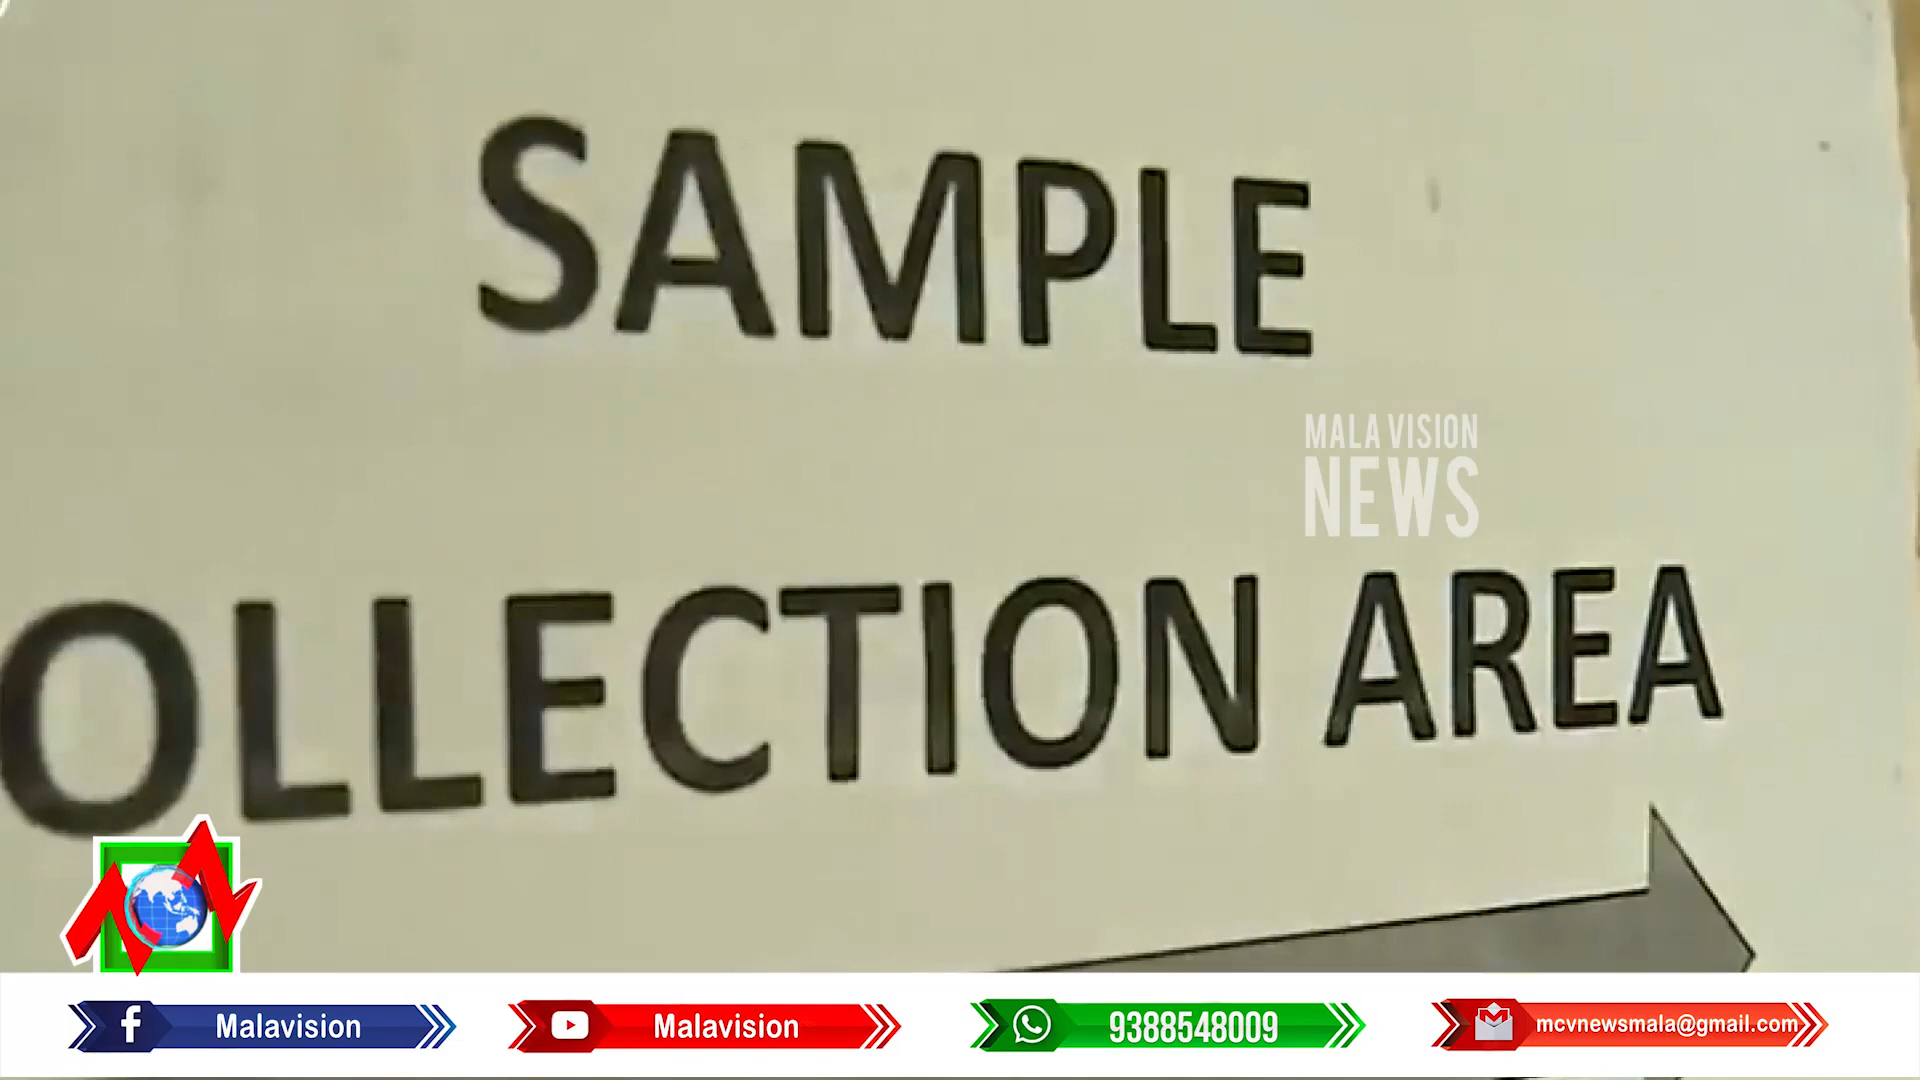 SAMPLE
MALA VISION
NEWS
OLLECTION AREA
Malavision
Malavision
9388548009
mcvnewsmala@gmail.com